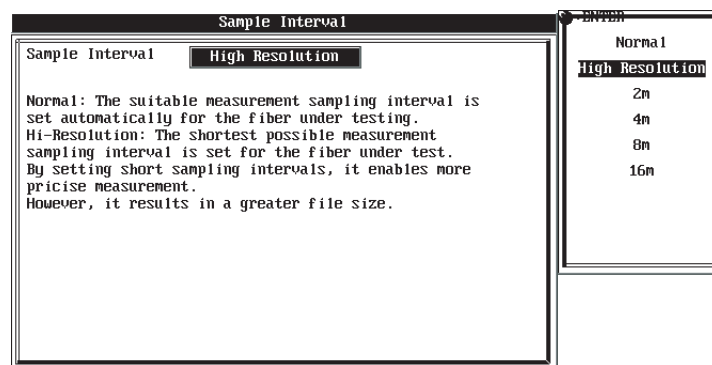 Sample Interval
Sample Interval High Resolution
Normal: The suitable measurement sampling interval is
set automatically for the fiber under testing.
Hi-Resolution: The shortest possible measurement
sampling interval is set for the fiber under test.
By setting short sampling intervals, it enables more
pricise measurement.
However, it results in a greater file size.
:ENTER
Normal
High Resolution
2m
4m
8m
16m